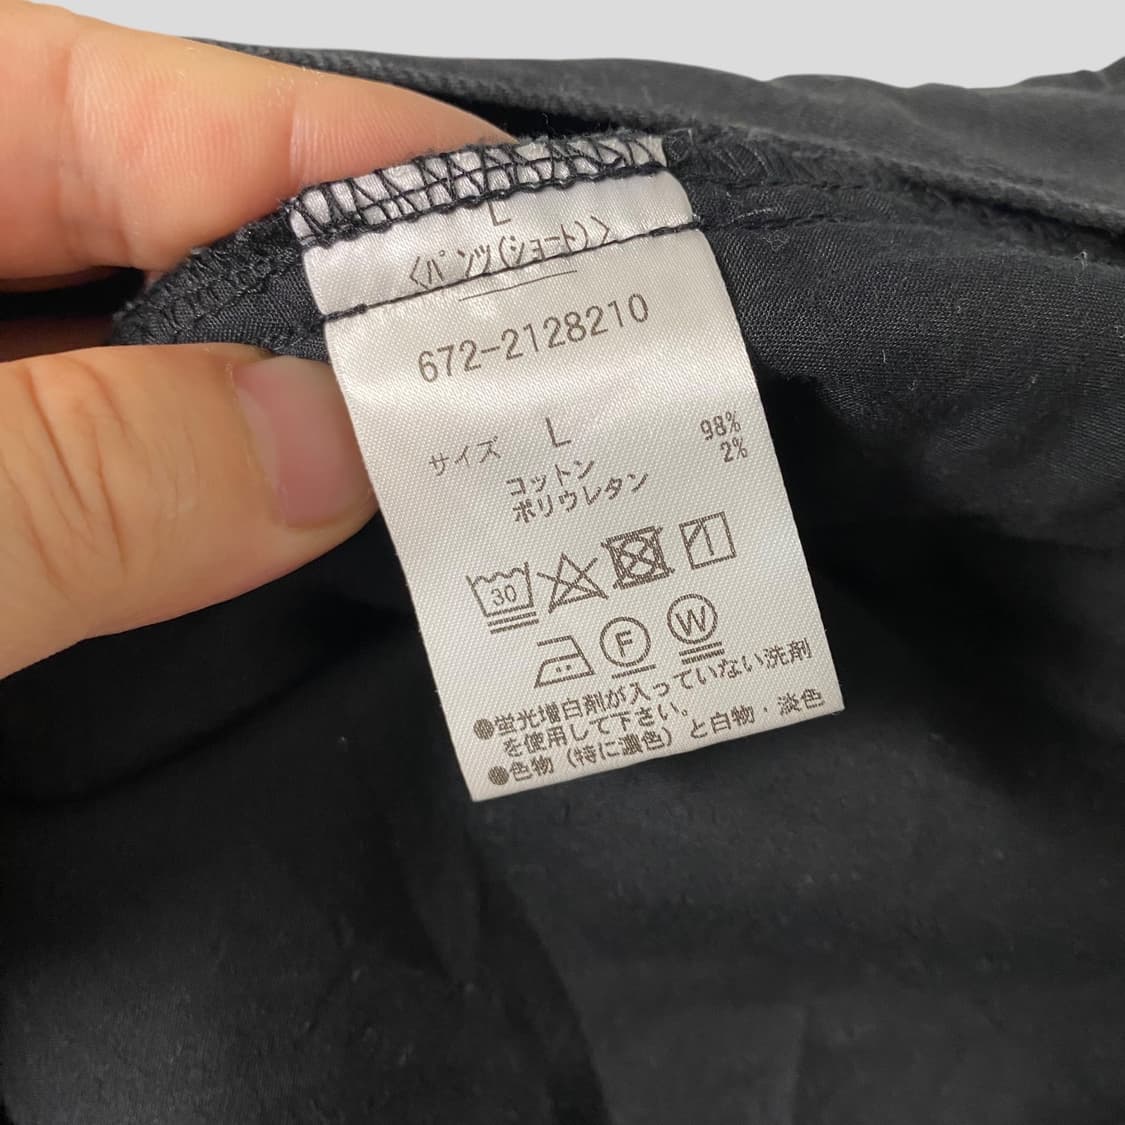 L
<パンツ(ショート)>
672-2128210
サイズ L
コットン 98%
ポリウレタン 2%
30
F W
●蛍光増白剤が入っていない洗剤
を使用して下さい。
●色物（特に濃色）と白物・淡色